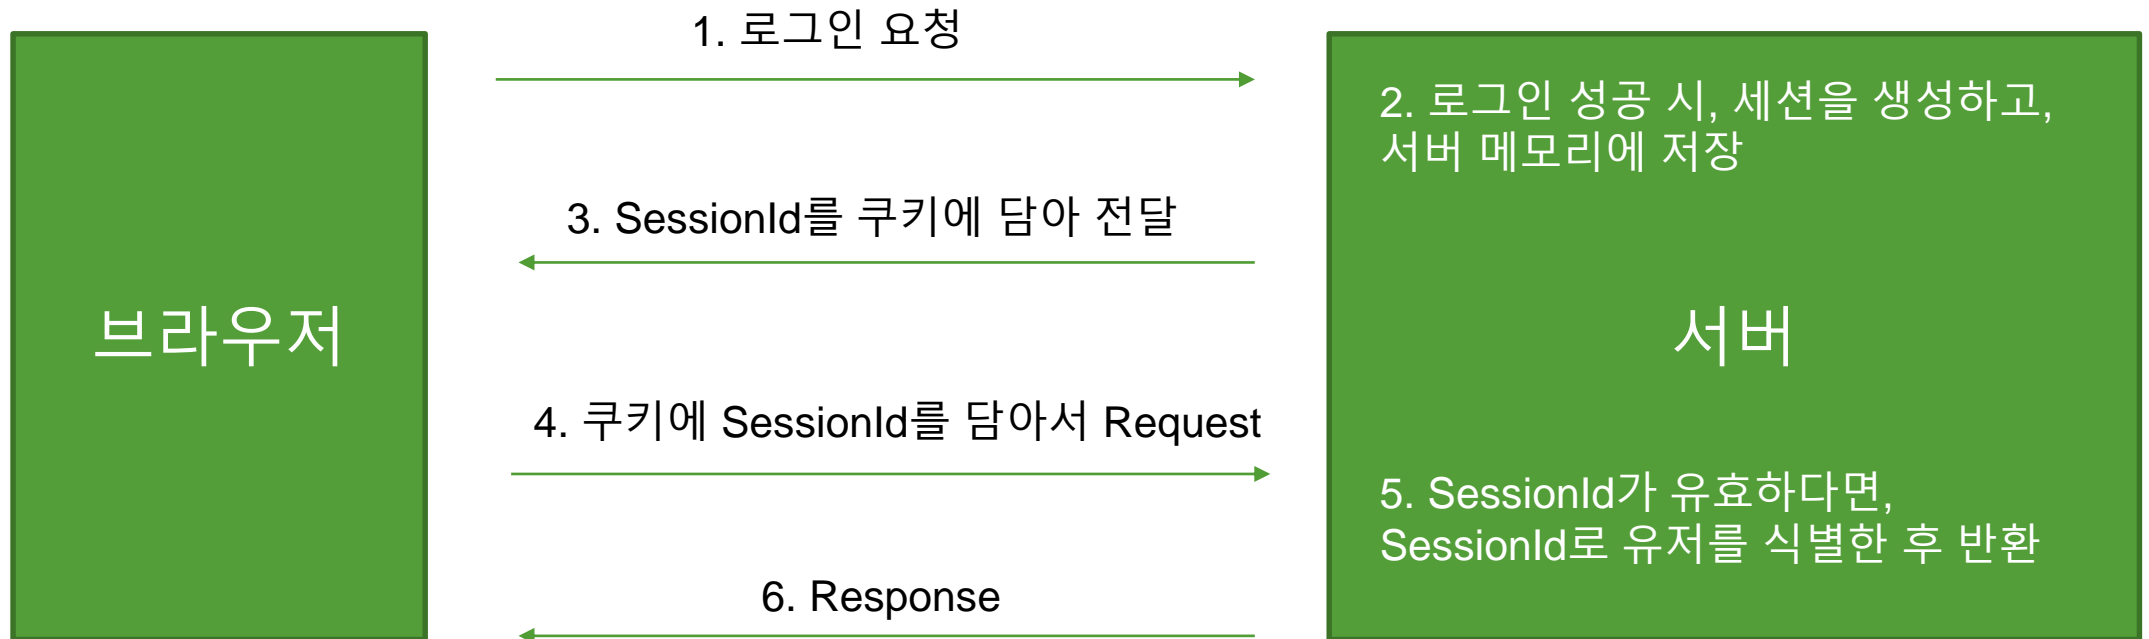 1. 로그인 요청
2. 로그인 성공 시, 세션을 생성하고,
서버 메모리에 저장
3. SessionId를 쿠키에 담아 전달
브라우저
서버
4. 쿠키에 SessionId를 담아서 Request
5. SessionId가 유효하다면,
SessionId로 유저를 식별한 후 반환
6. Response